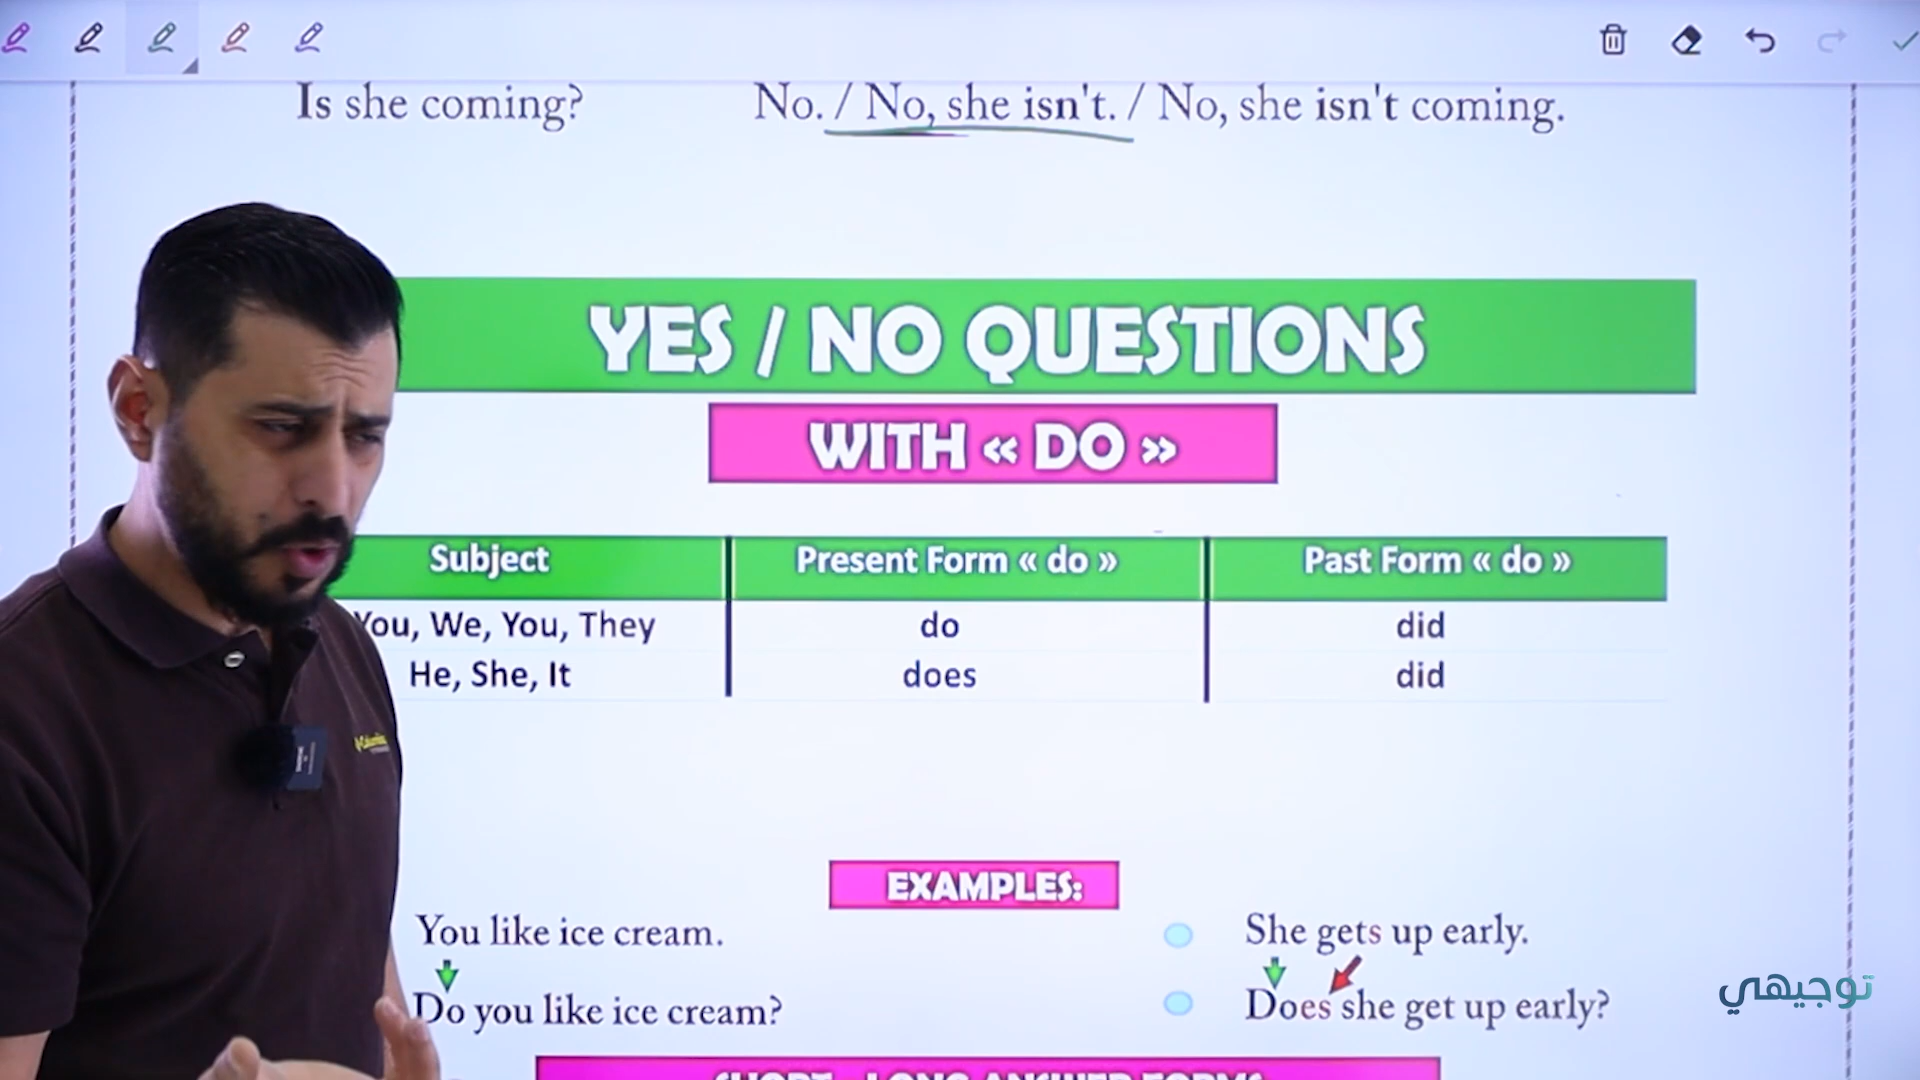 Is she coming? No. / No, she isn't. / No, she isn't coming.
YES / NO QUESTIONS
WITH « DO »
Subject Present Form « do » Past Form « do »
You, We, You, They do did
He, She, It does did
EXAMPLES:
You like ice cream. She gets up early.
Do you like ice cream? Does she get up early?
توجيهي
Columbia